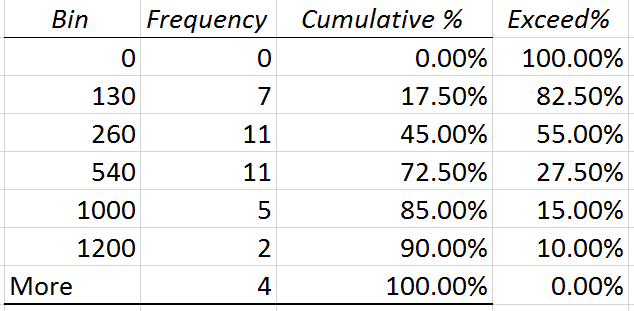 Bin Frequency Cumulative % Exceed%
0 0 0.00% 100.00%
130 7 17.50% 82.50%
260 11 45.00% 55.00%
540 11 72.50% 27.50%
1000 5 85.00% 15.00%
1200 2 90.00% 10.00%
More 4 100.00% 0.00%